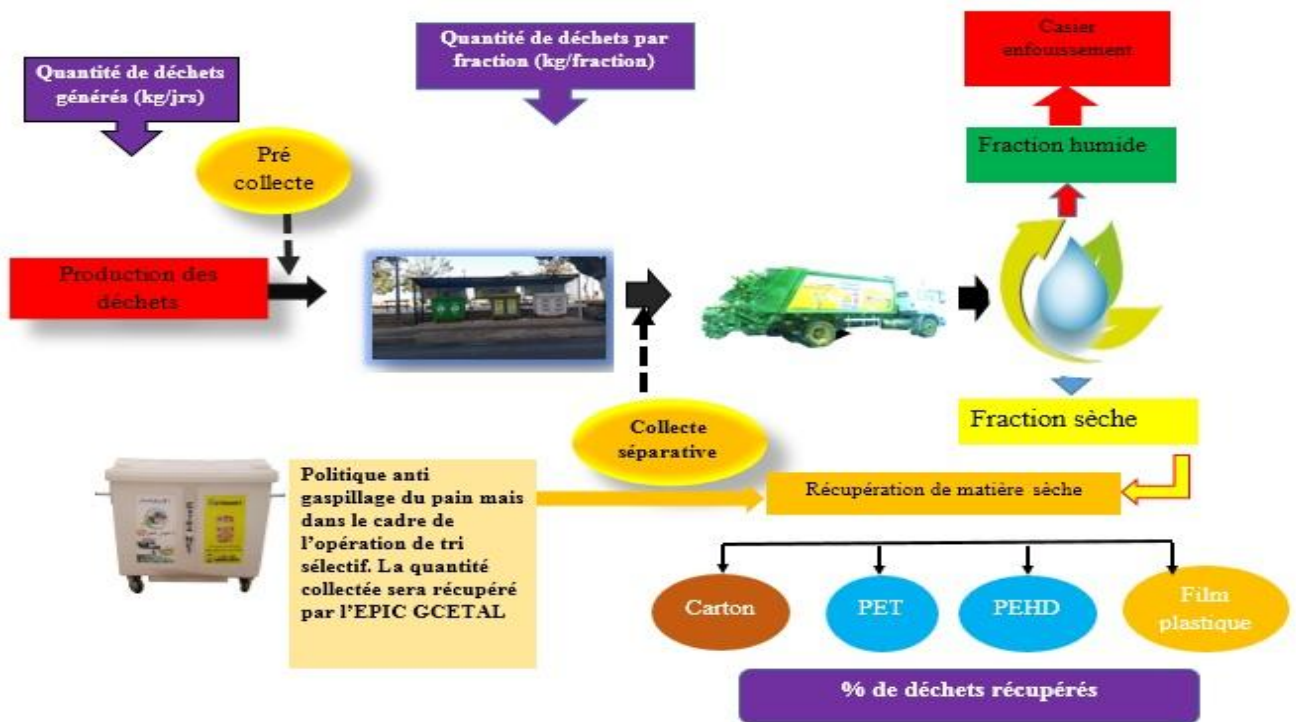 Quantité de déchets
générés (kg/jrs)
Quantité de déchets par
fraction (kg/fraction)
Casier
enfouissement
Pré
collecte
Fraction humide
Production des
déchets
Fraction sèche
Collecte
séparative
Politique anti
gaspillage du pain mais
dans le cadre de
l’opération de tri
sélectif. La quantité
collectée sera récupéré
par l’EPIC GCETAL
Récupération de matière sèche
Carton
PET
PEHD
Film
plastique
% de déchets récupérés